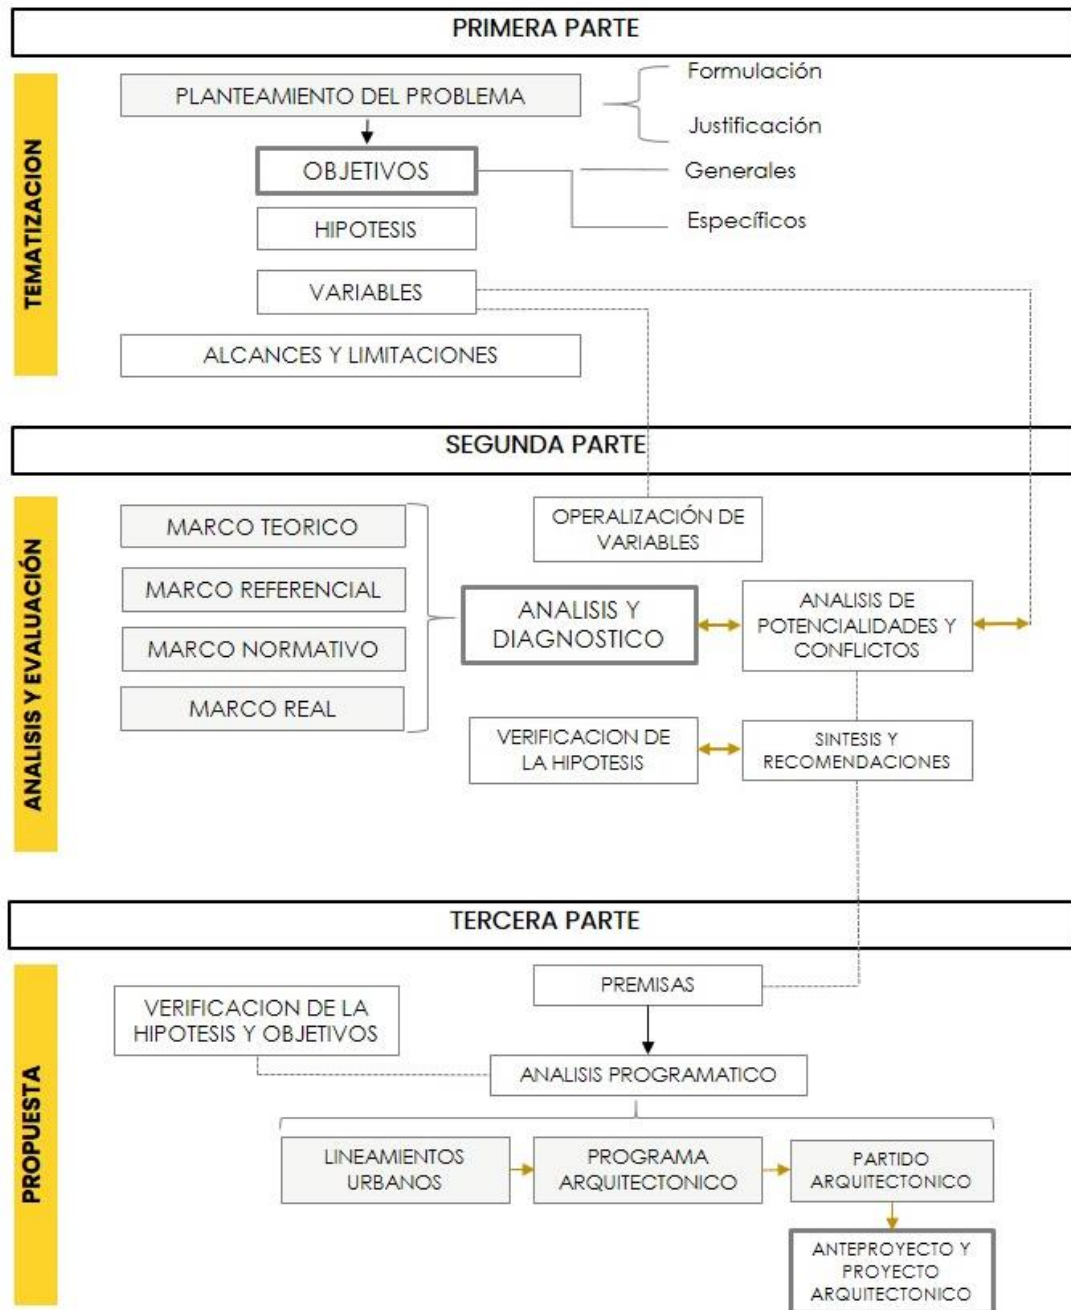 PRIMERA PARTE
TEMATIZACION
PLANTEAMIENTO DEL PROBLEMA
Formulación
Justificación
OBJETIVOS
Generales
Específicos
HIPOTESIS
VARIABLES
ALCANCES Y LIMITACIONES
SEGUNDA PARTE
ANALISIS Y EVALUACIÓN
MARCO TEORICO
MARCO REFERENCIAL
MARCO NORMATIVO
MARCO REAL
OPERALIZACIÓN DE
VARIABLES
ANALISIS Y
DIAGNOSTICO
ANALISIS DE
POTENCIALIDADES Y
CONFLICTOS
VERIFICACION DE
LA HIPOTESIS
SINTESIS Y
RECOMENDACIONES
TERCERA PARTE
PROPUESTA
PREMISAS
VERIFICACION DE LA
HIPOTESIS Y OBJETIVOS
ANALISIS PROGRAMATICO
LINEAMIENTOS
URBANOS
PROGRAMA
ARQUITECTONICO
PARTIDO
ARQUITECTONICO
ANTEPROYECTO Y
PROYECTO
ARQUITECTONICO